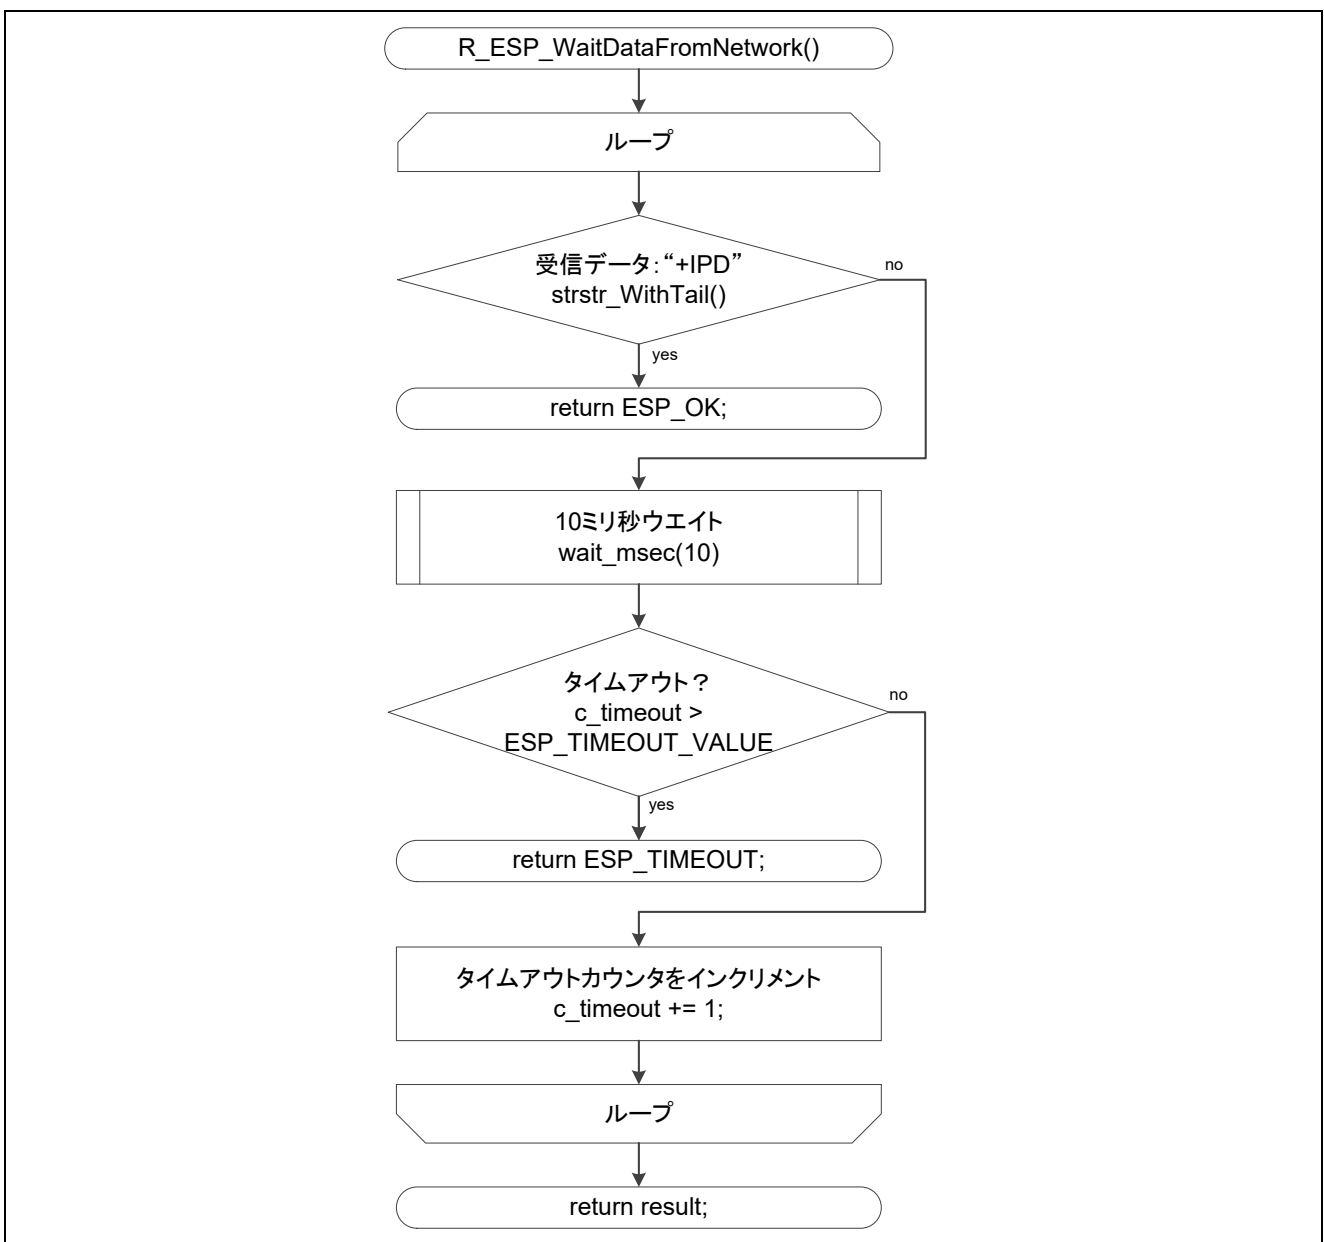 R_ESP_WaitDataFromNetwork()
ループ
受信データ：“+IPD”
strstr_WithTail()
no
yes
return ESP_OK;
10ミリ秒ウエイト
wait_msec(10)
タイムアウト？
c_timeout >
ESP_TIMEOUT_VALUE
no
yes
return ESP_TIMEOUT;
タイムアウトカウンタをインクリメント
c_timeout += 1;
ループ
return result;